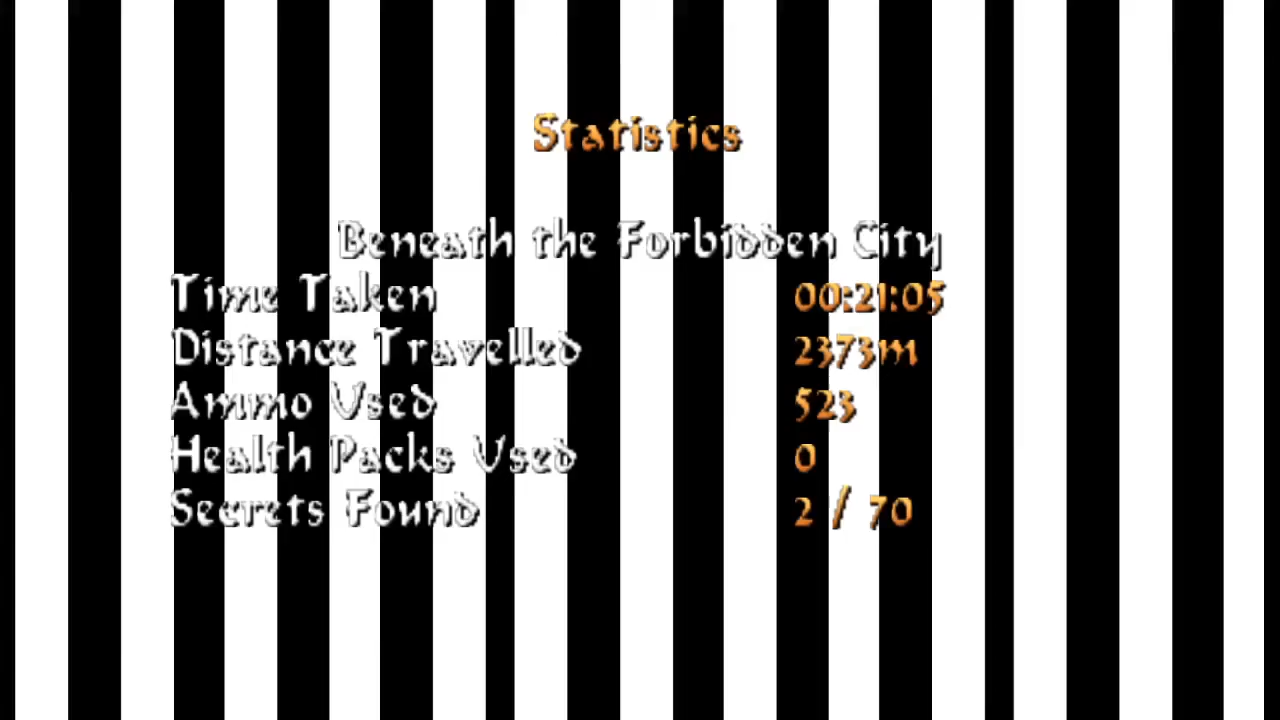 Statistics
Beneath the Forbidden City
Time Taken 00:21:05
Distance Travelled 2373m
Ammo Used 523
Health Packs Used 0
Secrets Found 2 / 70